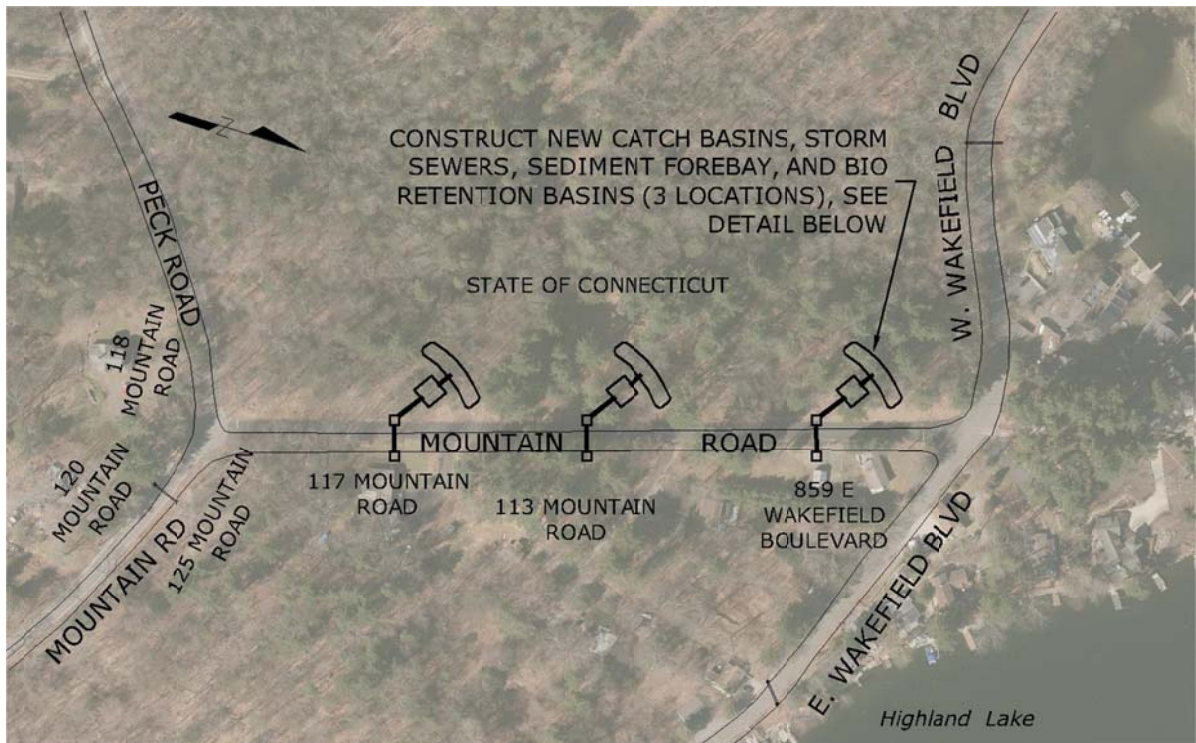 PECK ROAD
Z
CONSTRUCT NEW CATCH BASINS, STORM
SEWERS, SEDIMENT FOREBAY, AND BIO
RETENTION BASINS (3 LOCATIONS), SEE
DETAIL BELOW
W. WAKEFIELD BLVD
STATE OF CONNECTICUT
118
MOUNTAIN
ROAD
MOUNTAIN ROAD
120
MOUNTAIN
ROAD
125 MOUNTAIN
ROAD
MOUNTAIN RD
117 MOUNTAIN
ROAD
113 MOUNTAIN
ROAD
859 E
WAKEFIELD
BOULEVARD
E. WAKEFIELD BLVD
Highland Lake